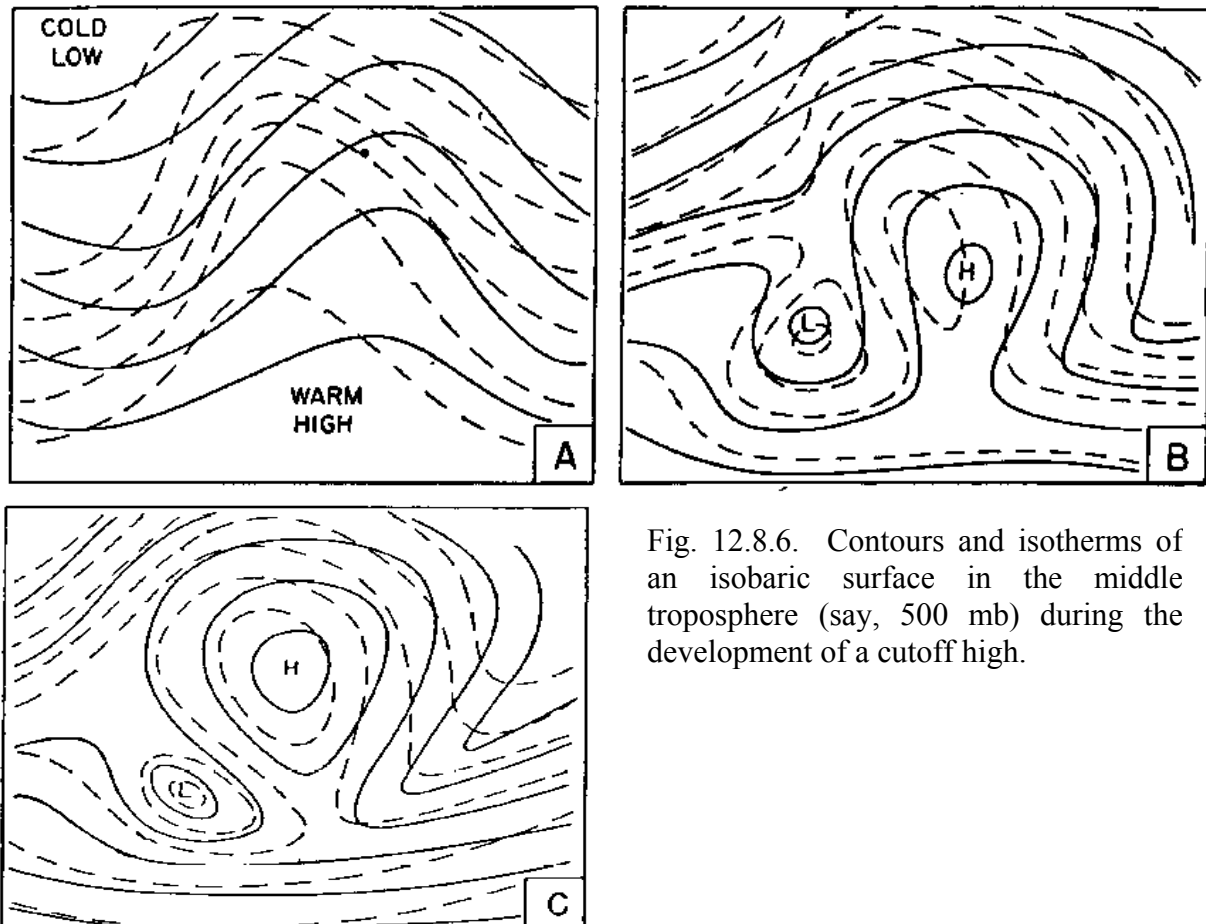 COLD
LOW
WARM
HIGH
A
L
H
B
H
L
C
Fig. 12.8.6. Contours and isotherms of
an isobaric surface in the middle
troposphere (say, 500 mb) during the
development of a cutoff high.